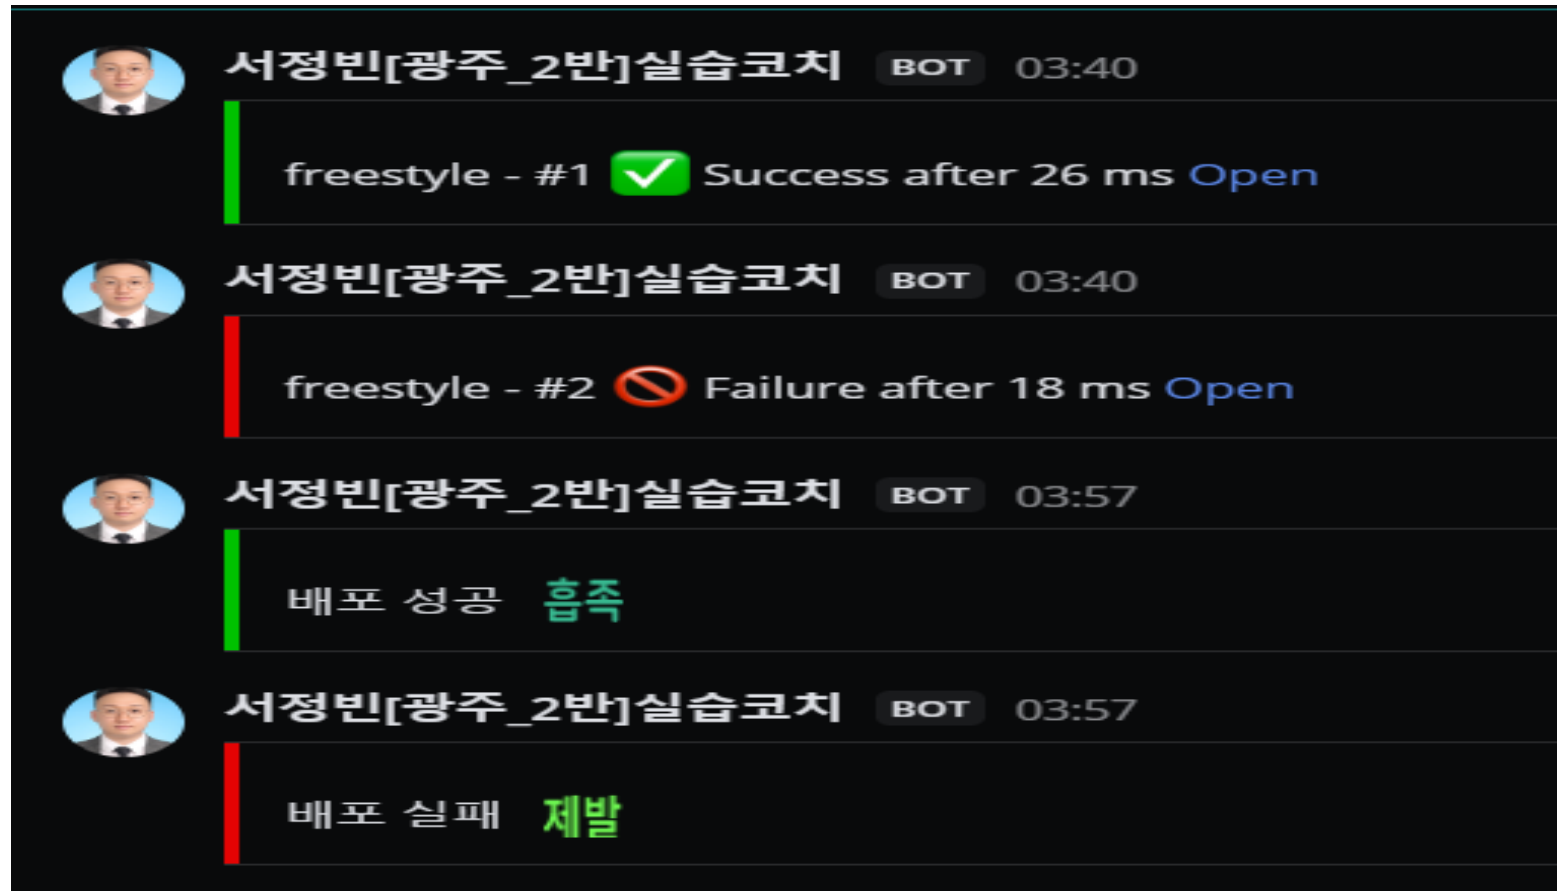 서정빈[광주_2반]실습코치 BOT 03:40
freestyle - #1 ✅ Success after 26 ms Open
서정빈[광주_2반]실습코치 BOT 03:40
freestyle - #2 🚫 Failure after 18 ms Open
서정빈[광주_2반]실습코치 BOT 03:57
배포 성공 흡족
서정빈[광주_2반]실습코치 BOT 03:57
배포 실패 제발